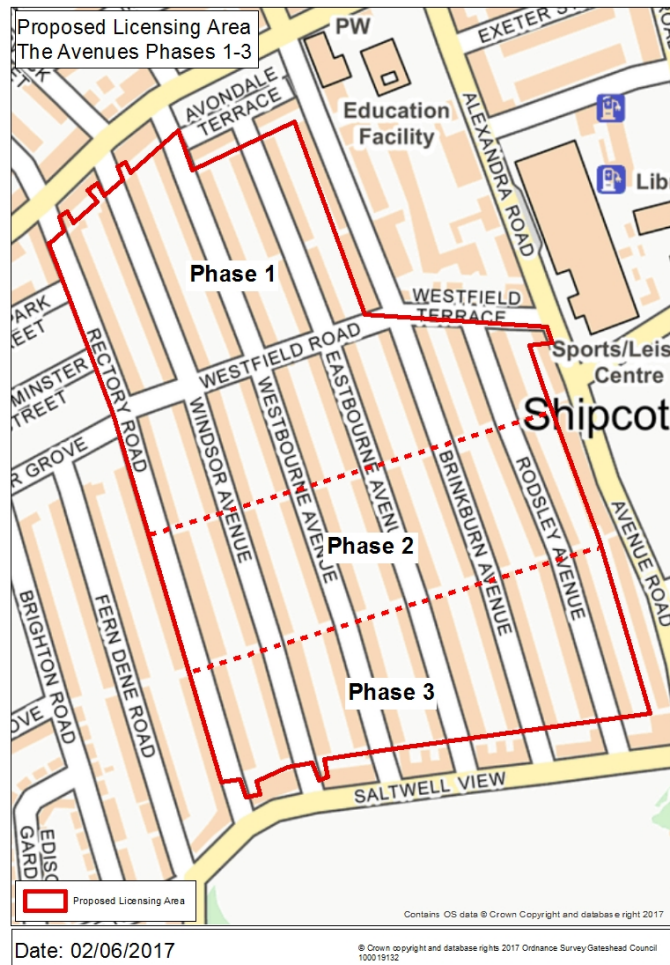 Proposed Licensing Area
The Avenues Phases 1-3
PW
EXETER ST
AVONDALE
TERRACE
Education
Facility
ALEXANDRA ROAD
Libr
Phase 1
PARK
STREET
WESTFIELD
TERRACE
WESTFIELD ROAD
RECTORY ROAD
MINSTER
STREET
Sports/Leis
Centre
Shipcot
R GROVE
WINDSOR AVENUE
WESTBOURNE AVENUE
EASTBOURNE AVENUE
BRINKBURN AVENUE
RODSLEY AVENUE
AVENUE ROAD
Phase 2
BRIGHTON ROAD
FERN DENE ROAD
Phase 3
OVE
SALTWELL VIEW
EDISO
GARD
Proposed Licensing Area
Contains OS data © Crown Copyright and database right 2017
Date: 02/06/2017
© Crown copyright and database rights 2017 Ordnance Survey Gateshead Council
100019132